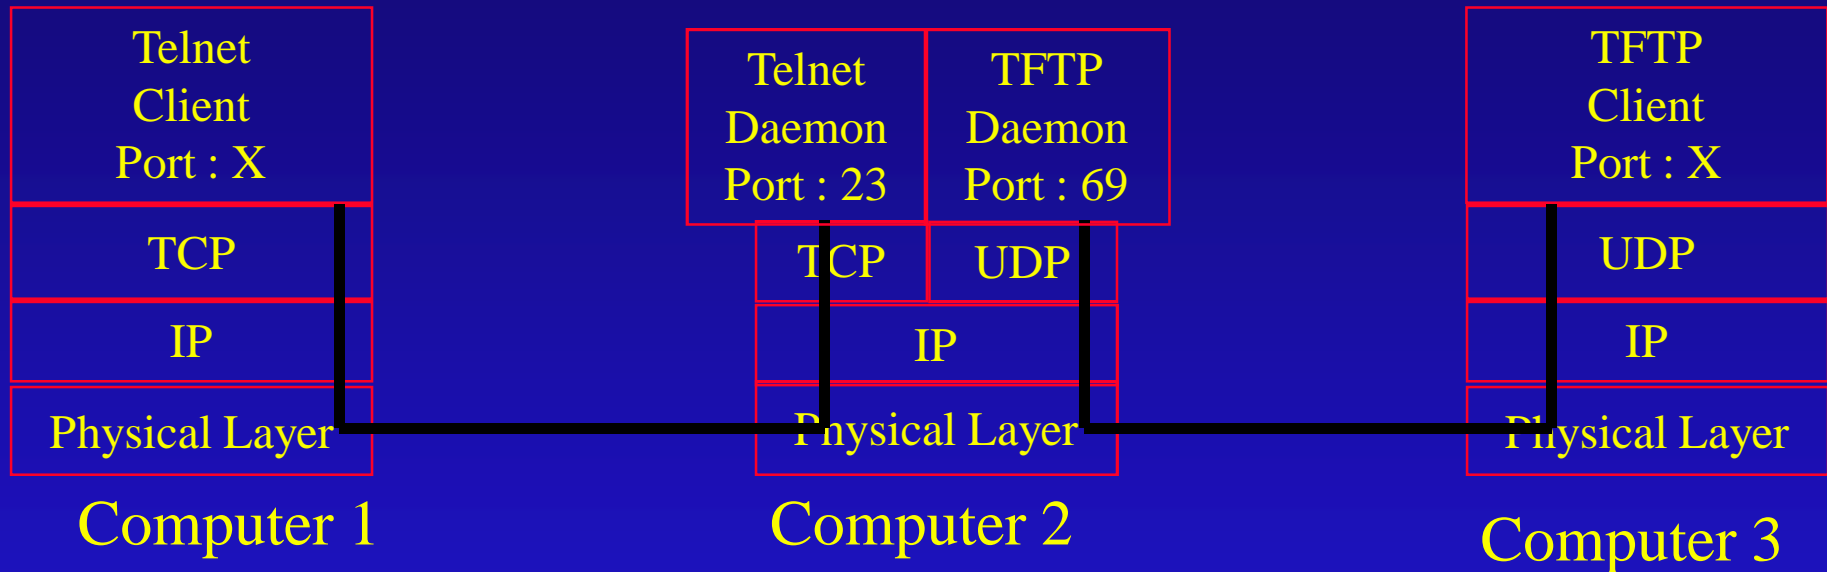 Telnet
Client
Port : X
TCP
IP
Physical Layer
Computer 1
Telnet
Daemon
Port : 23
TFTP
Daemon
Port : 69
TCP
UDP
IP
Physical Layer
Computer 2
TFTP
Client
Port : X
UDP
IP
Physical Layer
Computer 3